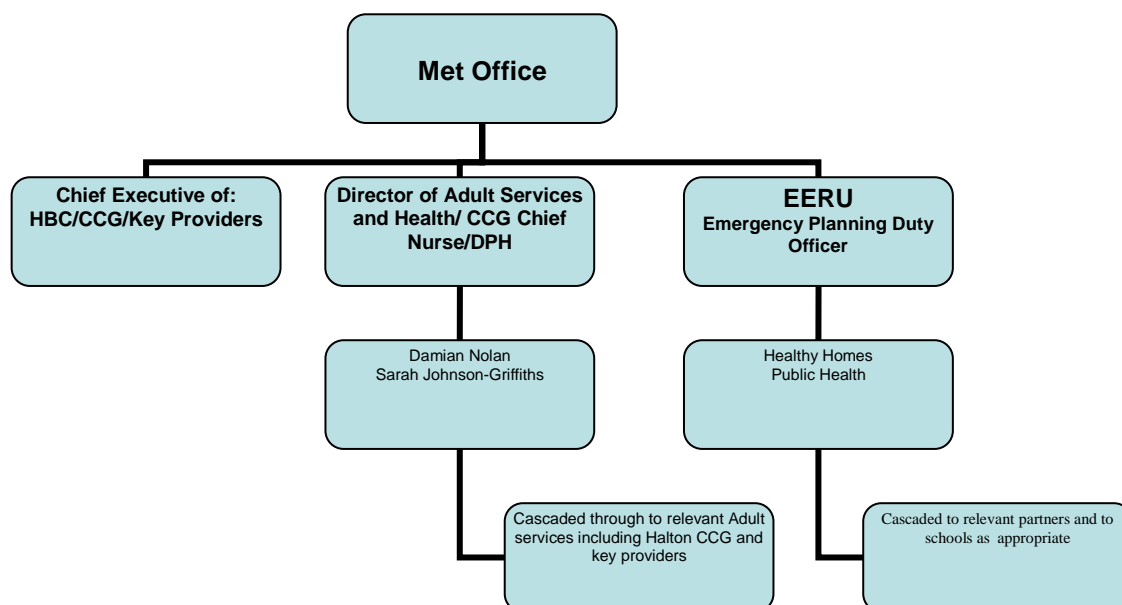 Met Office
Chief Executive of:
HBC/CCG/Key Providers
Director of Adult Services
and Health/ CCG Chief
Nurse/DPH
EERU
Emergency Planning Duty
Officer
Damian Nolan
Sarah Johnson-Griffiths
Healthy Homes
Public Health
Cascaded through to relevant Adult
services including Halton CCG and
key providers
Cascaded to relevant partners and to
schools as  appropriate